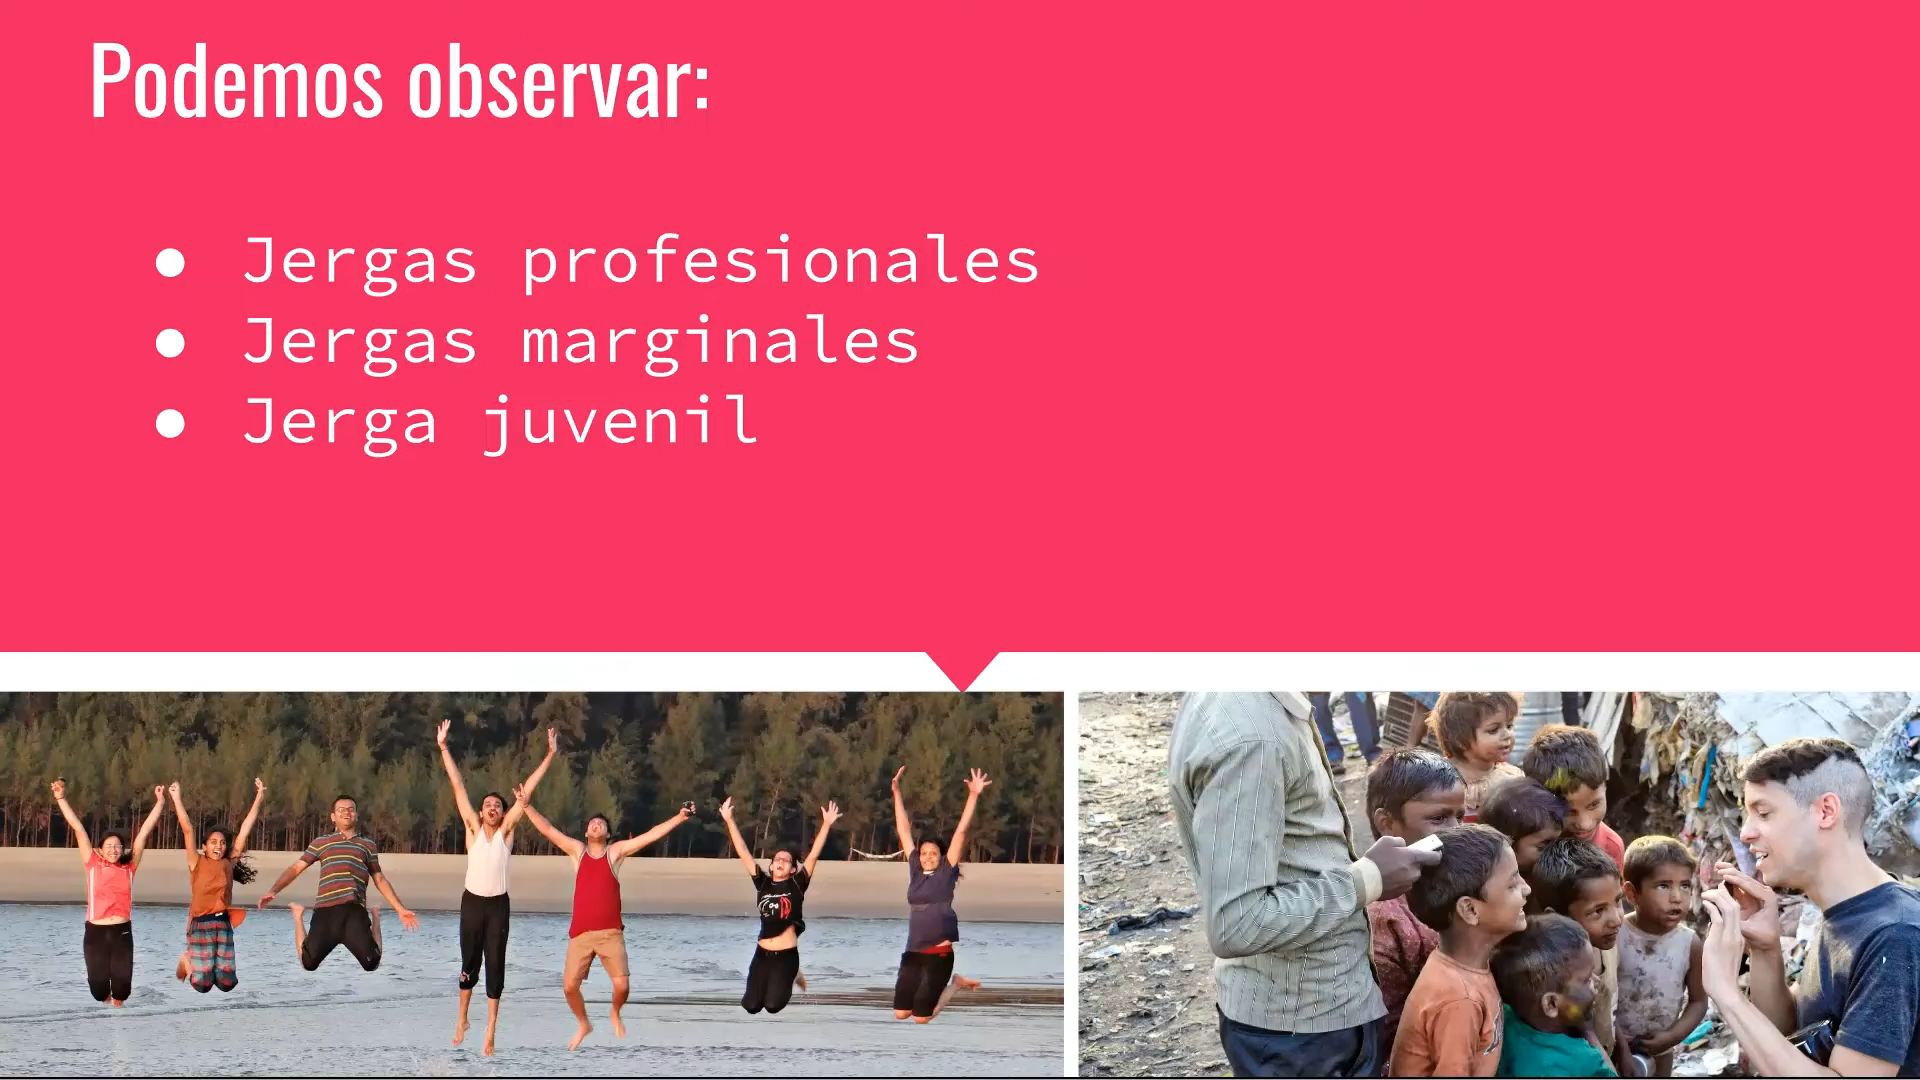 Podemos observar:
● Jergas profesionales
● Jergas marginales
● Jerga juvenil